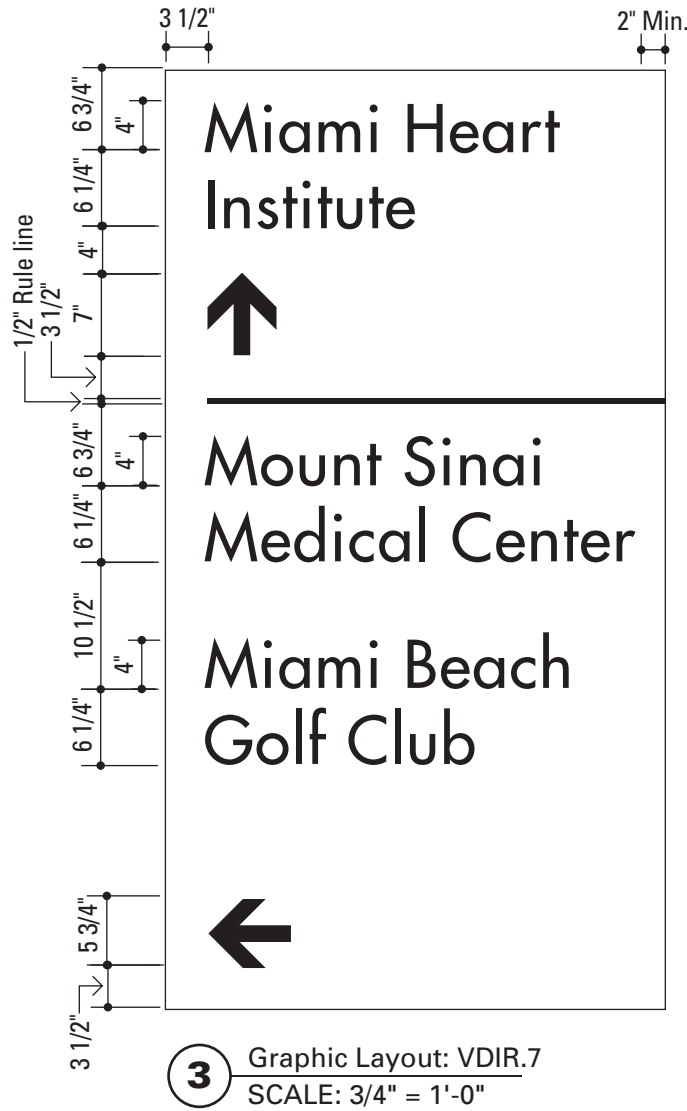 3 1/2"
2" Min.
6 3/4"
4"
Miami Heart
6 1/4"
Institute
4"
7"
1/2" Rule line
3 1/2"
6 3/4"
4"
Mount Sinai
6 1/4"
Medical Center
10 1/2"
4"
Miami Beach
6 1/4"
Golf Club
5 3/4"
3 1/2"
3
Graphic Layout: VDIR.7
SCALE: 3/4" = 1'-0"